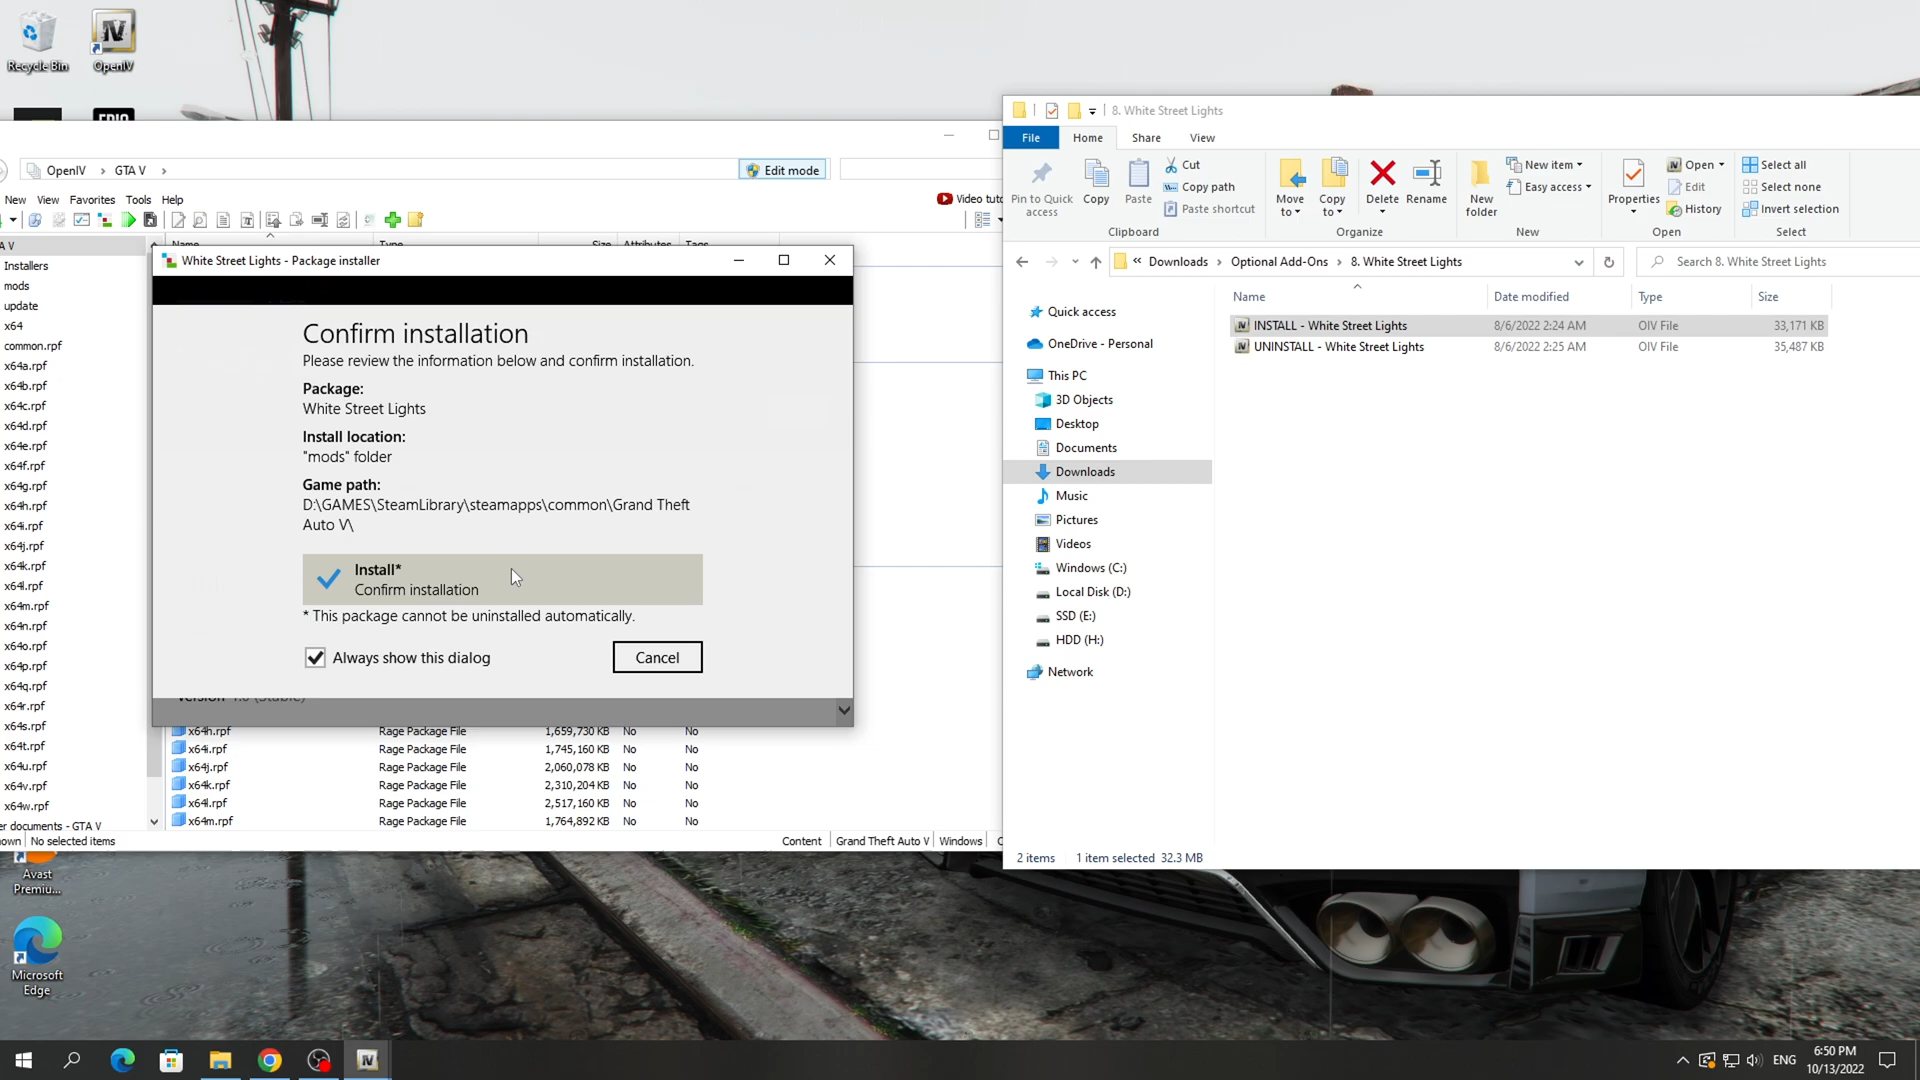 Recycle Bin
OpenIV
OpenIV
GTA V
Edit mode
New
View
Favorites
Tools
Help
Video tuto
Name
Type
Size
Attributes
Tags
Installers
mods
update
x64
common.rpf
x64a.rpf
x64b.rpf
x64c.rpf
x64d.rpf
x64e.rpf
x64f.rpf
x64g.rpf
x64h.rpf
x64i.rpf
x64j.rpf
x64k.rpf
x64l.rpf
x64m.rpf
x64n.rpf
x64o.rpf
x64p.rpf
x64q.rpf
x64r.rpf
x64s.rpf
x64t.rpf
x64u.rpf
x64v.rpf
x64w.rpf
er documents - GTA V
White Street Lights - Package installer
Confirm installation
Please review the information below and confirm installation.
Package:
White Street Lights
Install location:
"mods" folder
Game path:
D:\GAMES\SteamLibrary\steamapps\common\Grand Theft
Auto V\
Install*
Confirm installation
* This package cannot be uninstalled automatically.
Always show this dialog
Cancel
x64h.rpf Rage Package File 1,659,730 KB No No
x64i.rpf Rage Package File 1,745,160 KB No No
x64j.rpf Rage Package File 2,060,078 KB No No
x64k.rpf Rage Package File 2,310,204 KB No No
x64l.rpf Rage Package File 2,517,160 KB No No
x64m.rpf Rage Package File 1,764,892 KB No No
No selected items
Content
Grand Theft Auto V
Windows
8. White Street Lights
File
Home
Share
View
Pin to Quick
access
Copy
Paste
Cut
Copy path
Paste shortcut
Clipboard
Move
to
Copy
to
Delete
Rename
Organize
New
folder
New item
Easy access
New
Properties
Open
Edit
History
Open
Select all
Select none
Invert selection
Select
« Downloads
Optional Add-Ons
8. White Street Lights
Search 8. White Street Lights
Name
Date modified
Type
Size
INSTALL - White Street Lights 8/6/2022 2:24 AM OIV File 33,171 KB
UNINSTALL - White Street Lights 8/6/2022 2:25 AM OIV File 35,487 KB
Quick access
OneDrive - Personal
This PC
3D Objects
Desktop
Documents
Downloads
Music
Pictures
Videos
Windows (C:)
Local Disk (D:)
SSD (E:)
HDD (H:)
Network
2 items
1 item selected 32.3 MB
Avast
Premiu...
Microsoft
Edge
ENG
6:50 PM
10/13/2022